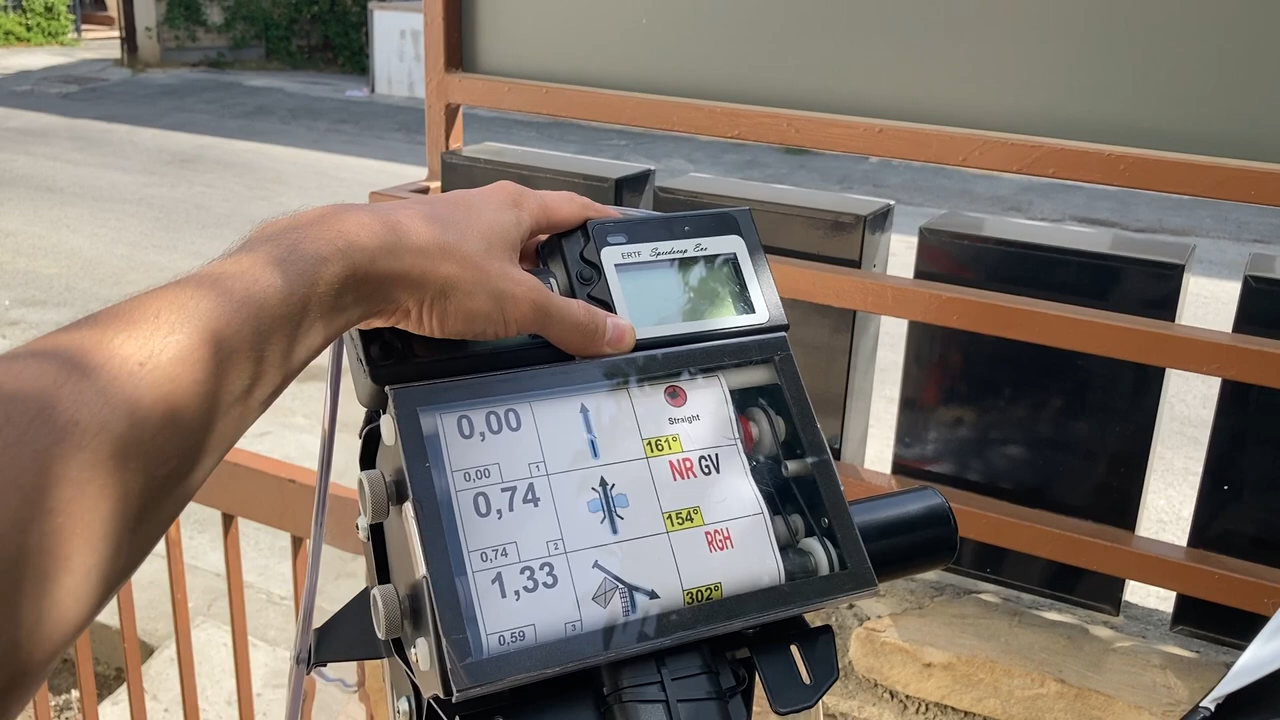 ERTF Speedcap Evo
0,00
Straight
161°
0,00 1
0,74
NR GV
154°
0,74 2
1,33
RGH
302°
0,59 3